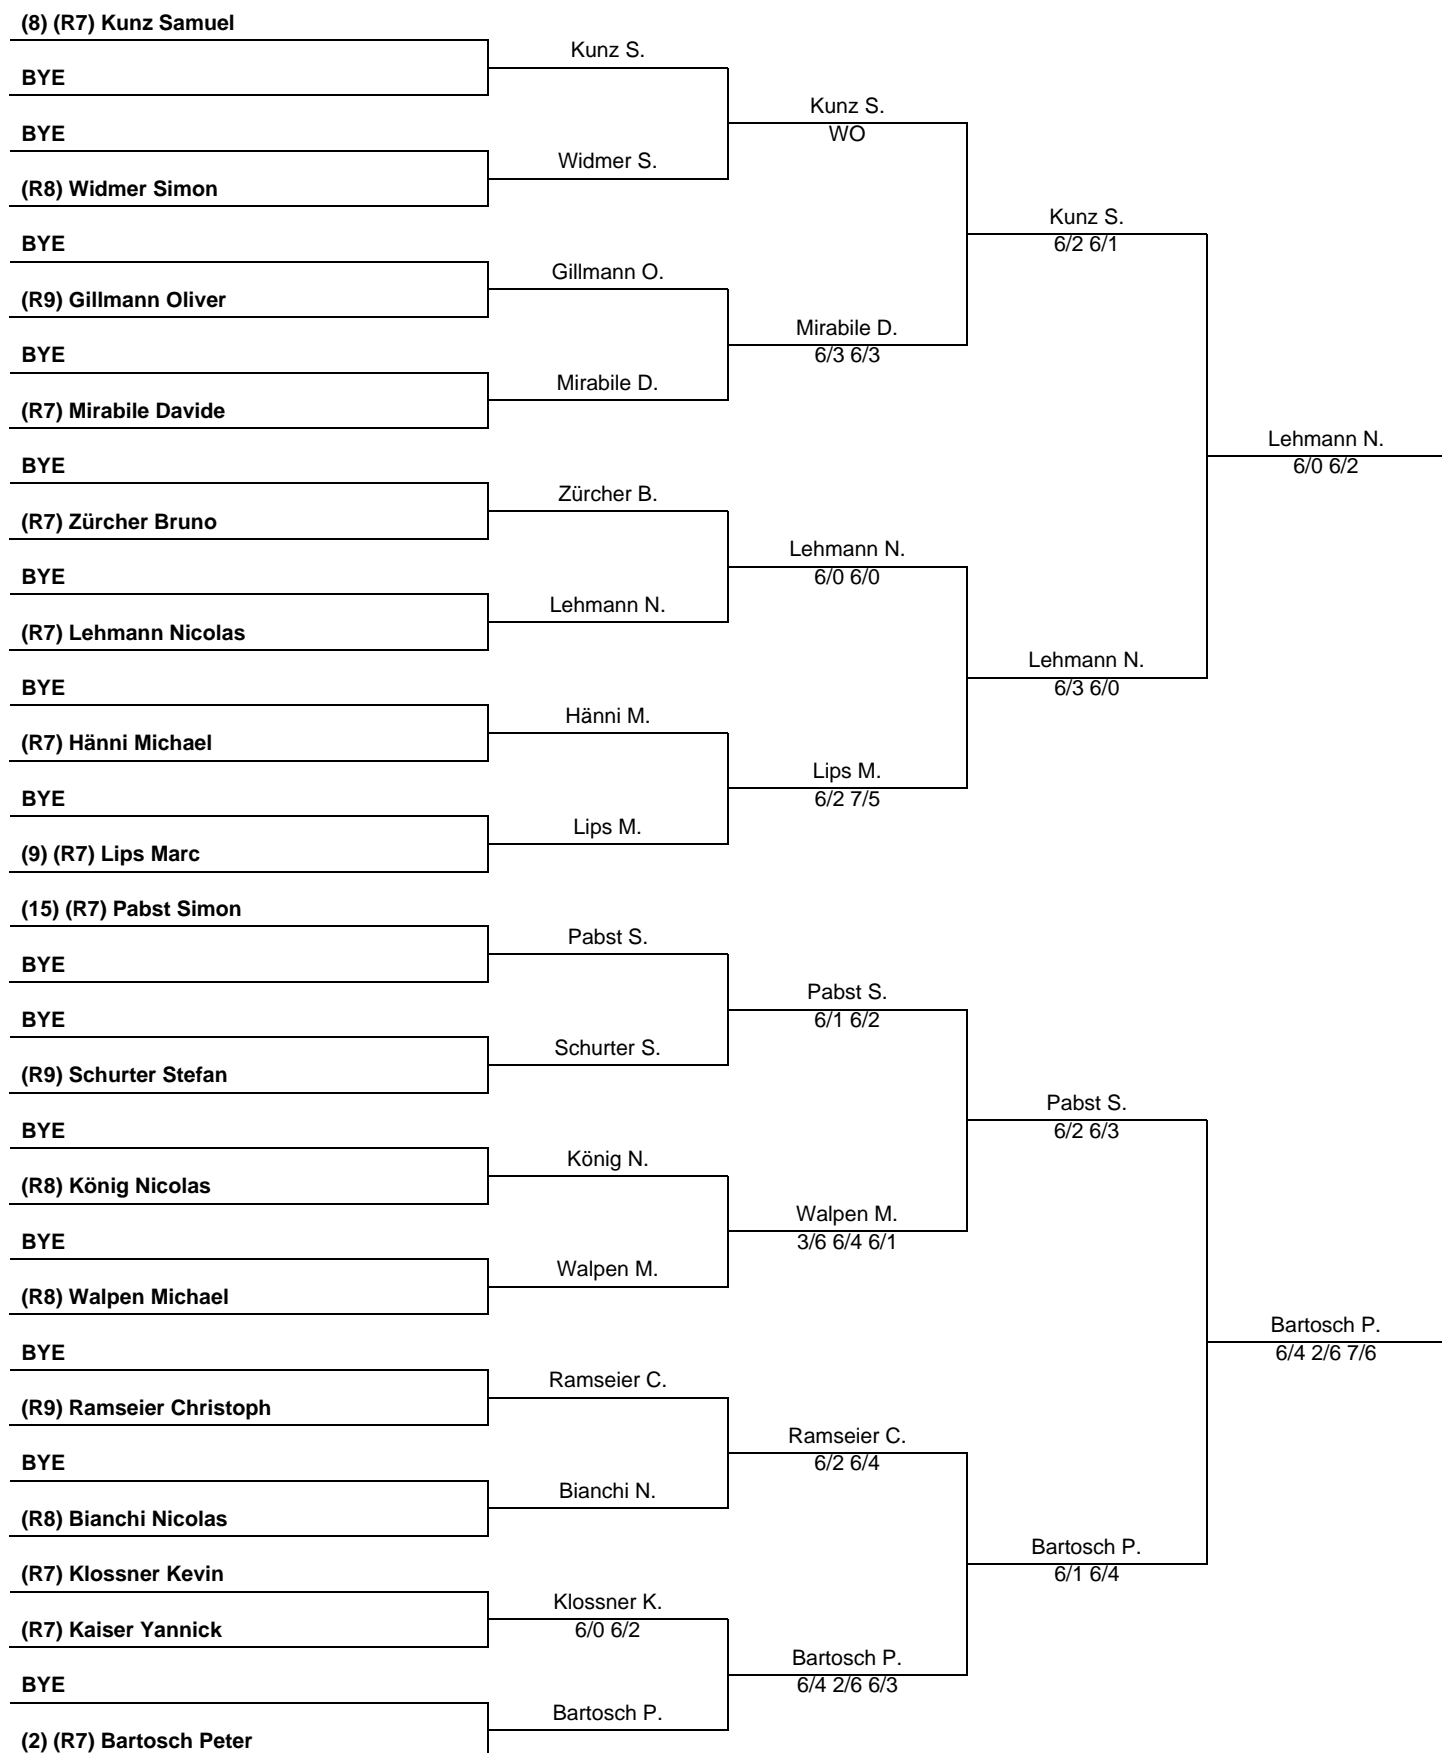 (8) (R7) Kunz Samuel
BYE
BYE
(R8) Widmer Simon
BYE
(R9) Gillmann Oliver
BYE
(R7) Mirabile Davide
BYE
(R7) Zürcher Bruno
BYE
(R7) Lehmann Nicolas
BYE
(R7) Hänni Michael
BYE
(9) (R7) Lips Marc
(15) (R7) Pabst Simon
BYE
BYE
(R9) Schurter Stefan
BYE
(R8) König Nicolas
BYE
(R8) Walpen Michael
BYE
(R9) Ramseier Christoph
BYE
(R8) Bianchi Nicolas
(R7) Klossner Kevin
(R7) Kaiser Yannick
BYE
(2) (R7) Bartosch Peter
Kunz S.
Widmer S.
Gillmann O.
Mirabile D.
Zürcher B.
Lehmann N.
Hänni M.
Lips M.
Pabst S.
Schurter S.
König N.
Walpen M.
Ramseier C.
Bianchi N.
Klossner K.
6/0 6/2
Bartosch P.
Kunz S.
WO
Mirabile D.
6/3 6/3
Lehmann N.
6/0 6/0
Lips M.
6/2 7/5
Pabst S.
6/1 6/2
Walpen M.
3/6 6/4 6/1
Ramseier C.
6/2 6/4
Bartosch P.
6/4 2/6 6/3
Kunz S.
6/2 6/1
Lehmann N.
6/3 6/0
Pabst S.
6/2 6/3
Bartosch P.
6/1 6/4
Lehmann N.
6/0 6/2
Bartosch P.
6/4 2/6 7/6